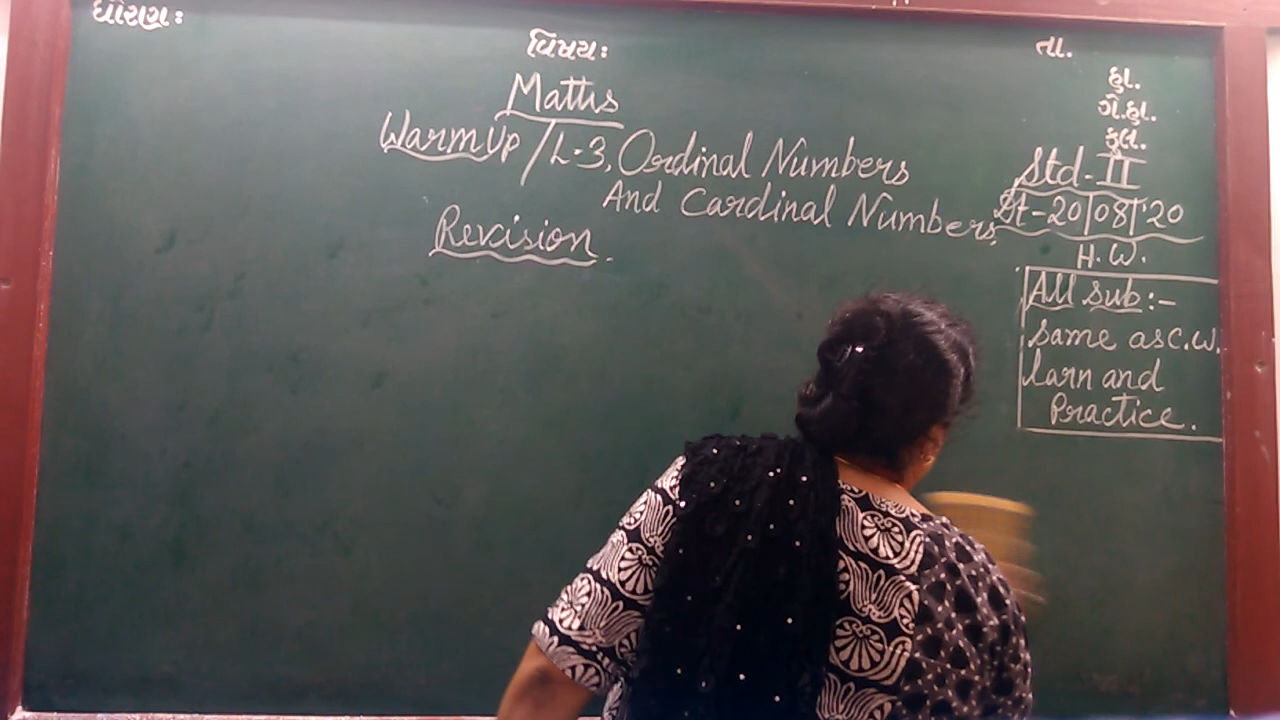 ધોરણ:
વિષય:
તા.
હા.
ગે.હા.
કુલ.
Maths
Warm Up / L-3, Ordinal Numbers
And Cardinal Numbers
Revision.
Std-II
Dt-20|08|'20
H.W.
All sub:-
same as C.W.
larn and
Practice.